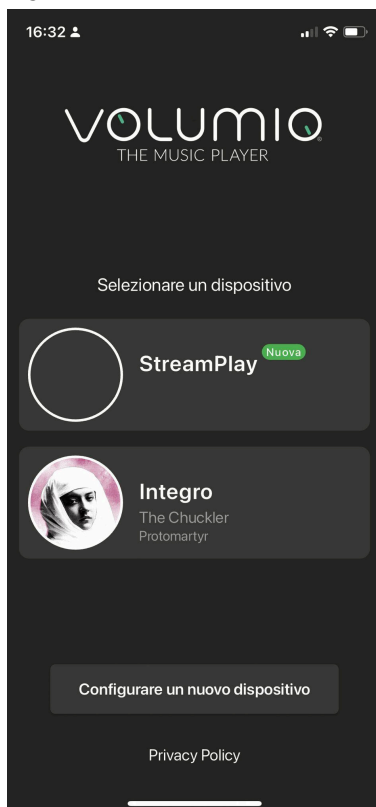 16:32
VOLUMIO
THE MUSIC PLAYER
Selezionare un dispositivo
StreamPlay
Nuova
Integro
The Chuckler
Protomartyr
Configurare un nuovo dispositivo
Privacy Policy